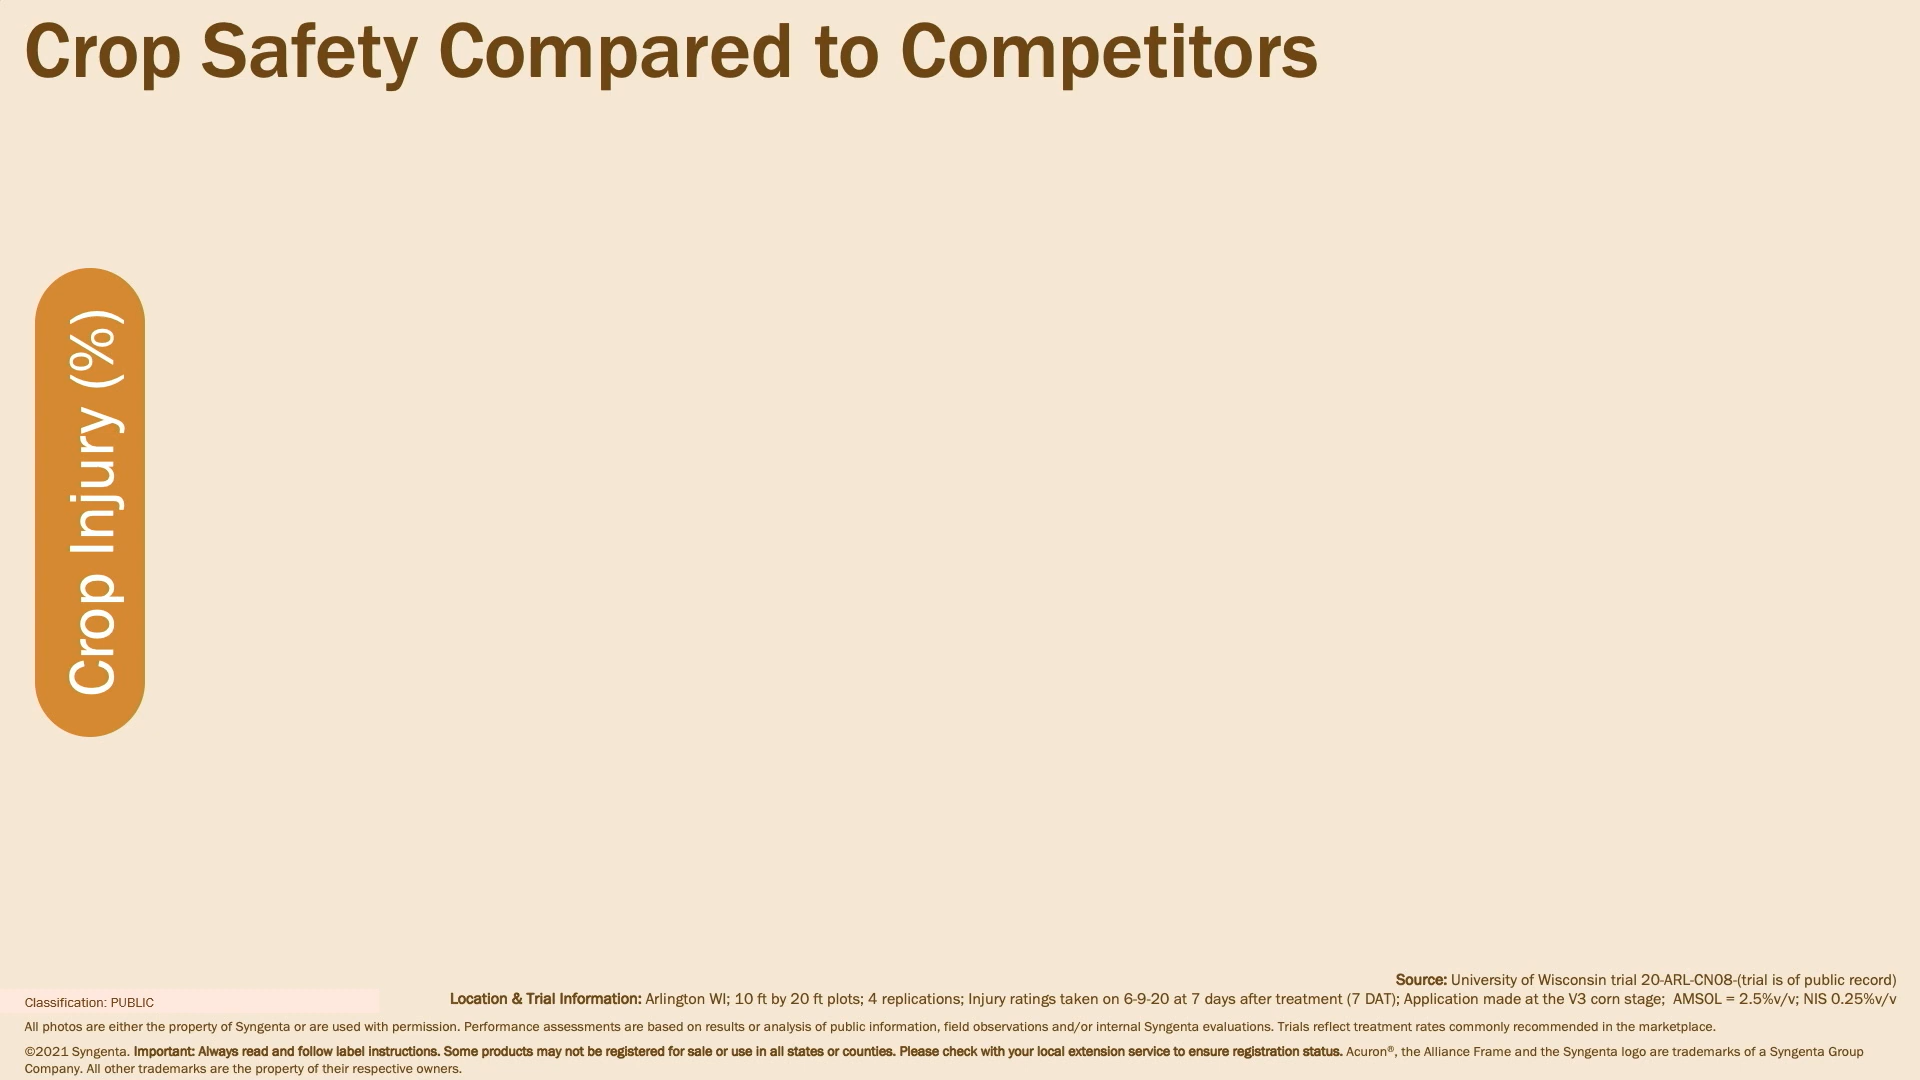 Crop Safety Compared to Competitors
Crop Injury (%)
Source: University of Wisconsin trial 20-ARL-CN08-(trial is of public record)
Classification: PUBLIC
Location & Trial Information: Arlington WI; 10 ft by 20 ft plots; 4 replications; Injury ratings taken on 6-9-20 at 7 days after treatment (7 DAT); Application made at the V3 corn stage; AMSOL = 2.5%v/v; NIS 0.25%v/v
All photos are either the property of Syngenta or are used with permission. Performance assessments are based on results or analysis of public information, field observations and/or internal Syngenta evaluations. Trials reflect treatment rates commonly recommended in the marketplace.
©2021 Syngenta. Important: Always read and follow label instructions. Some products may not be registered for sale or use in all states or counties. Please check with your local extension service to ensure registration status. Acuron®, the Alliance Frame and the Syngenta logo are trademarks of a Syngenta Group
Company. All other trademarks are the property of their respective owners.